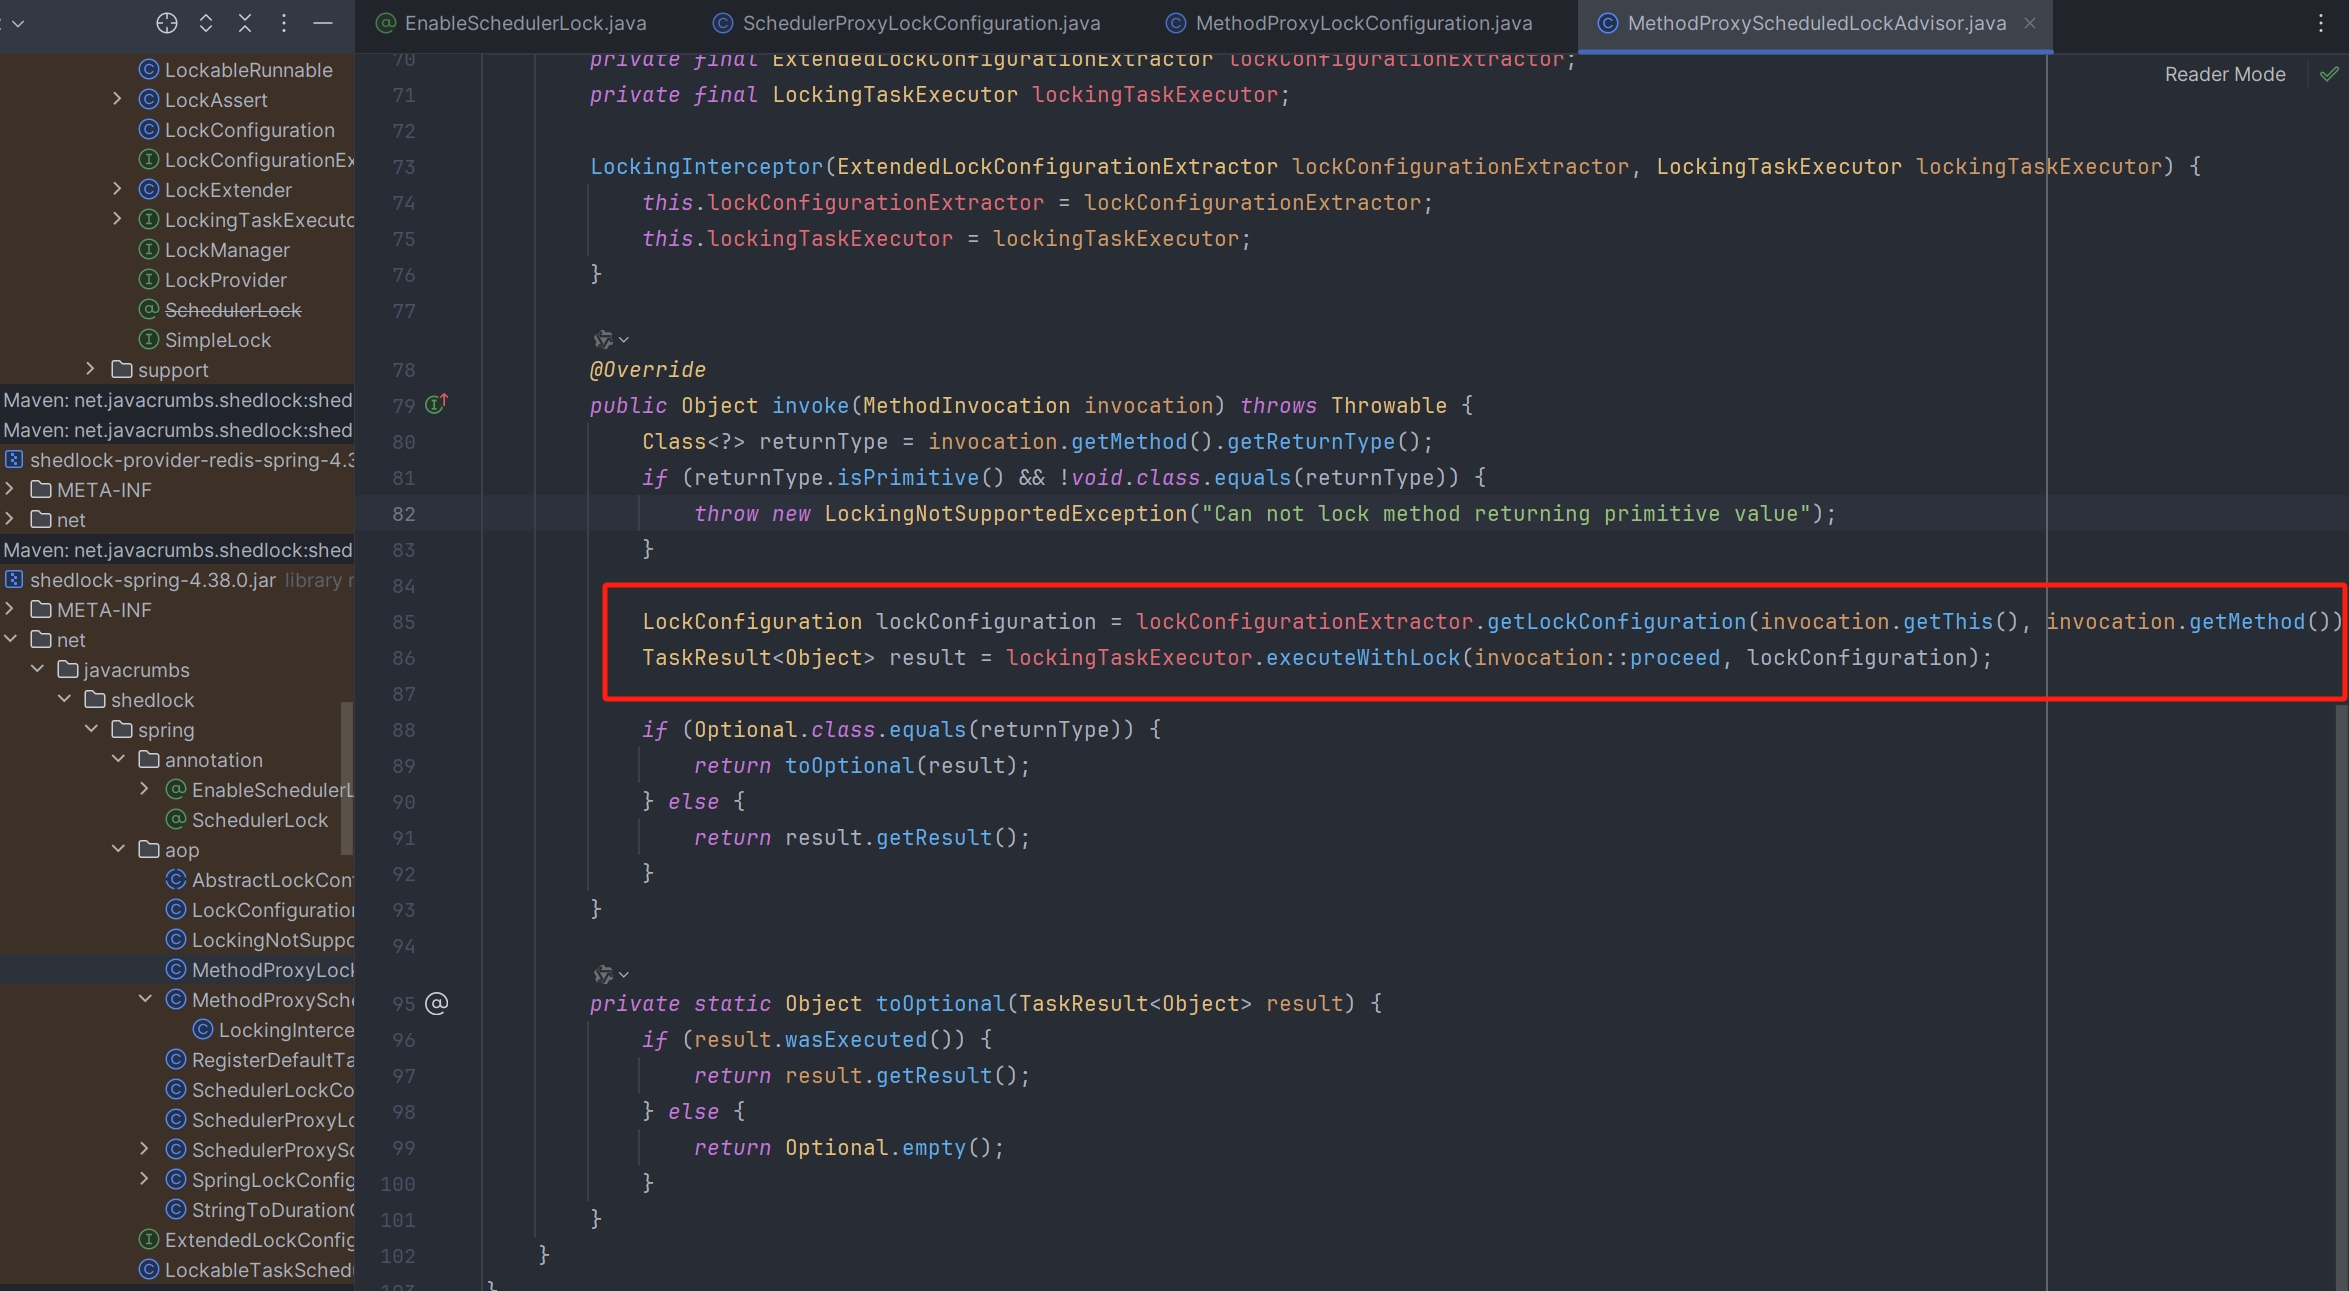 EnableSchedulerLock.java
SchedulerProxyLockConfiguration.java
MethodProxyLockConfiguration.java
MethodProxyScheduledLockAdvisor.java
Reader Mode
LockableRunnable
LockAssert
LockConfiguration
LockConfigurationEx
LockExtender
LockingTaskExecuto
LockManager
LockProvider
SchedulerLock
SimpleLock
support
Maven: net.javacrumbs.shedlock:shed
Maven: net.javacrumbs.shedlock:shed
shedlock-provider-redis-spring-4.3
META-INF
net
Maven: net.javacrumbs.shedlock:shed
shedlock-spring-4.38.0.jar library r
META-INF
net
javacrumbs
shedlock
spring
annotation
EnableSchedulerL
SchedulerLock
aop
AbstractLockCon
LockConfiguration
LockingNotSuppo
MethodProxyLock
MethodProxySche
LockingInterce
RegisterDefaultTa
SchedulerLockCo
SchedulerProxyLo
SchedulerProxySc
SpringLockConfig
StringToDurationC
ExtendedLockConfig
LockableTaskSchedu
70 private final ExtendedLockConfigurationExtractor lockConfigurationExtractor;
71 private final LockingTaskExecutor lockingTaskExecutor;
72
73 LockingInterceptor(ExtendedLockConfigurationExtractor lockConfigurationExtractor, LockingTaskExecutor lockingTaskExecutor) {
74 this.lockConfigurationExtractor = lockConfigurationExtractor;
75 this.lockingTaskExecutor = lockingTaskExecutor;
76 }
77
78 @Override
79 public Object invoke(MethodInvocation invocation) throws Throwable {
80 Class<?> returnType = invocation.getMethod().getReturnType();
81 if (returnType.isPrimitive() && !void.class.equals(returnType)) {
82 throw new LockingNotSupportedException("Can not lock method returning primitive value");
83 }
84
85 LockConfiguration lockConfiguration = lockConfigurationExtractor.getLockConfiguration(invocation.getThis(), invocation.getMethod())
86 TaskResult<Object> result = lockingTaskExecutor.executeWithLock(invocation::proceed, lockConfiguration);
87
88 if (Optional.class.equals(returnType)) {
89 return toOptional(result);
90 } else {
91 return result.getResult();
92 }
93 }
94
95 @ private static Object toOptional(TaskResult<Object> result) {
96 if (result.wasExecuted()) {
97 return result.getResult();
98 } else {
99 return Optional.empty();
100 }
101 }
102 }
103 }